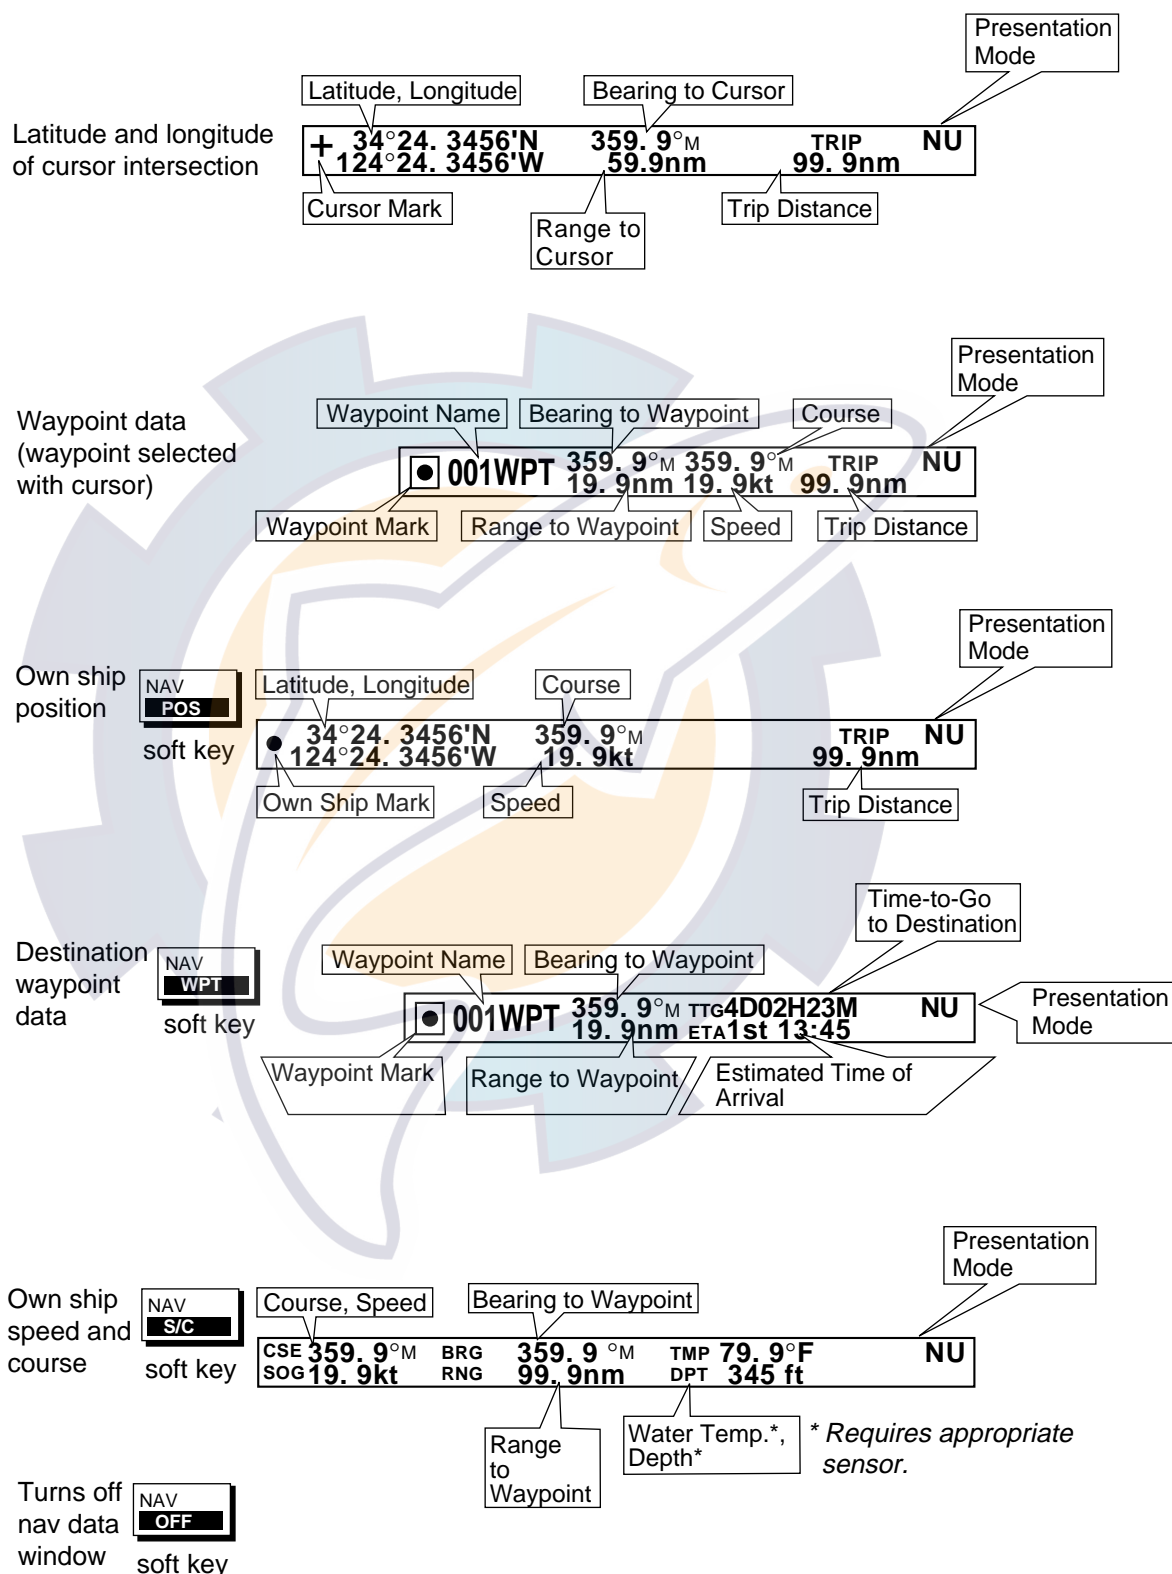 Presentation
Mode
Latitude, Longitude
Bearing to Cursor
Latitude and longitude
of cursor intersection
+ 34°24. 3456'N 359. 9°M TRIP NU
124°24. 3456'W 59.9nm 99. 9nm
Cursor Mark
Trip Distance
Range to
Cursor
Presentation
Mode
Waypoint data
(waypoint selected
with cursor)
Waypoint Name
Bearing to Waypoint
Course
001WPT 359. 9°M 359. 9°M TRIP NU
19. 9nm 19. 9kt 99. 9nm
Waypoint Mark
Range to Waypoint
Speed
Trip Distance
Presentation
Mode
Own ship
position
NAV
POS
soft key
Latitude, Longitude
Course
34°24. 3456'N 359. 9°M TRIP NU
124°24. 3456'W 19. 9kt 99. 9nm
Own Ship Mark
Speed
Trip Distance
Time-to-Go
to Destination
Destination
waypoint
data
NAV
WPT
soft key
Waypoint Name
Bearing to Waypoint
001WPT 359. 9°M TTG4D02H23M NU
19. 9nm ETA1st 13:45
Presentation
Mode
Waypoint Mark
Range to Waypoint
Estimated Time of
Arrival
Presentation
Mode
Own ship
speed and
course
NAV
S/C
soft key
Course, Speed
Bearing to Waypoint
CSE 359. 9°M BRG 359. 9 °M TMP 79. 9°F NU
SOG 19. 9kt RNG 99. 9nm DPT 345 ft
Range
to
Waypoint
Water Temp.*,
Depth*
* Requires appropriate
sensor.
Turns off
nav data
window
NAV
OFF
soft key